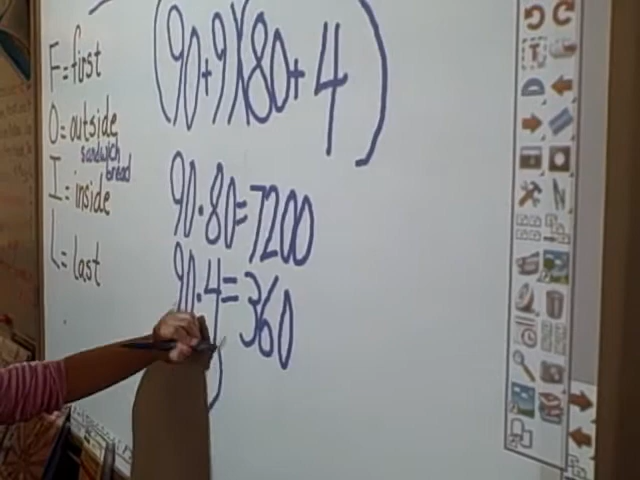 (90+9)(80+4)
F=first
O=outside
sandwich
bread
I=inside
L=Last
90·80=7200
90·4=360